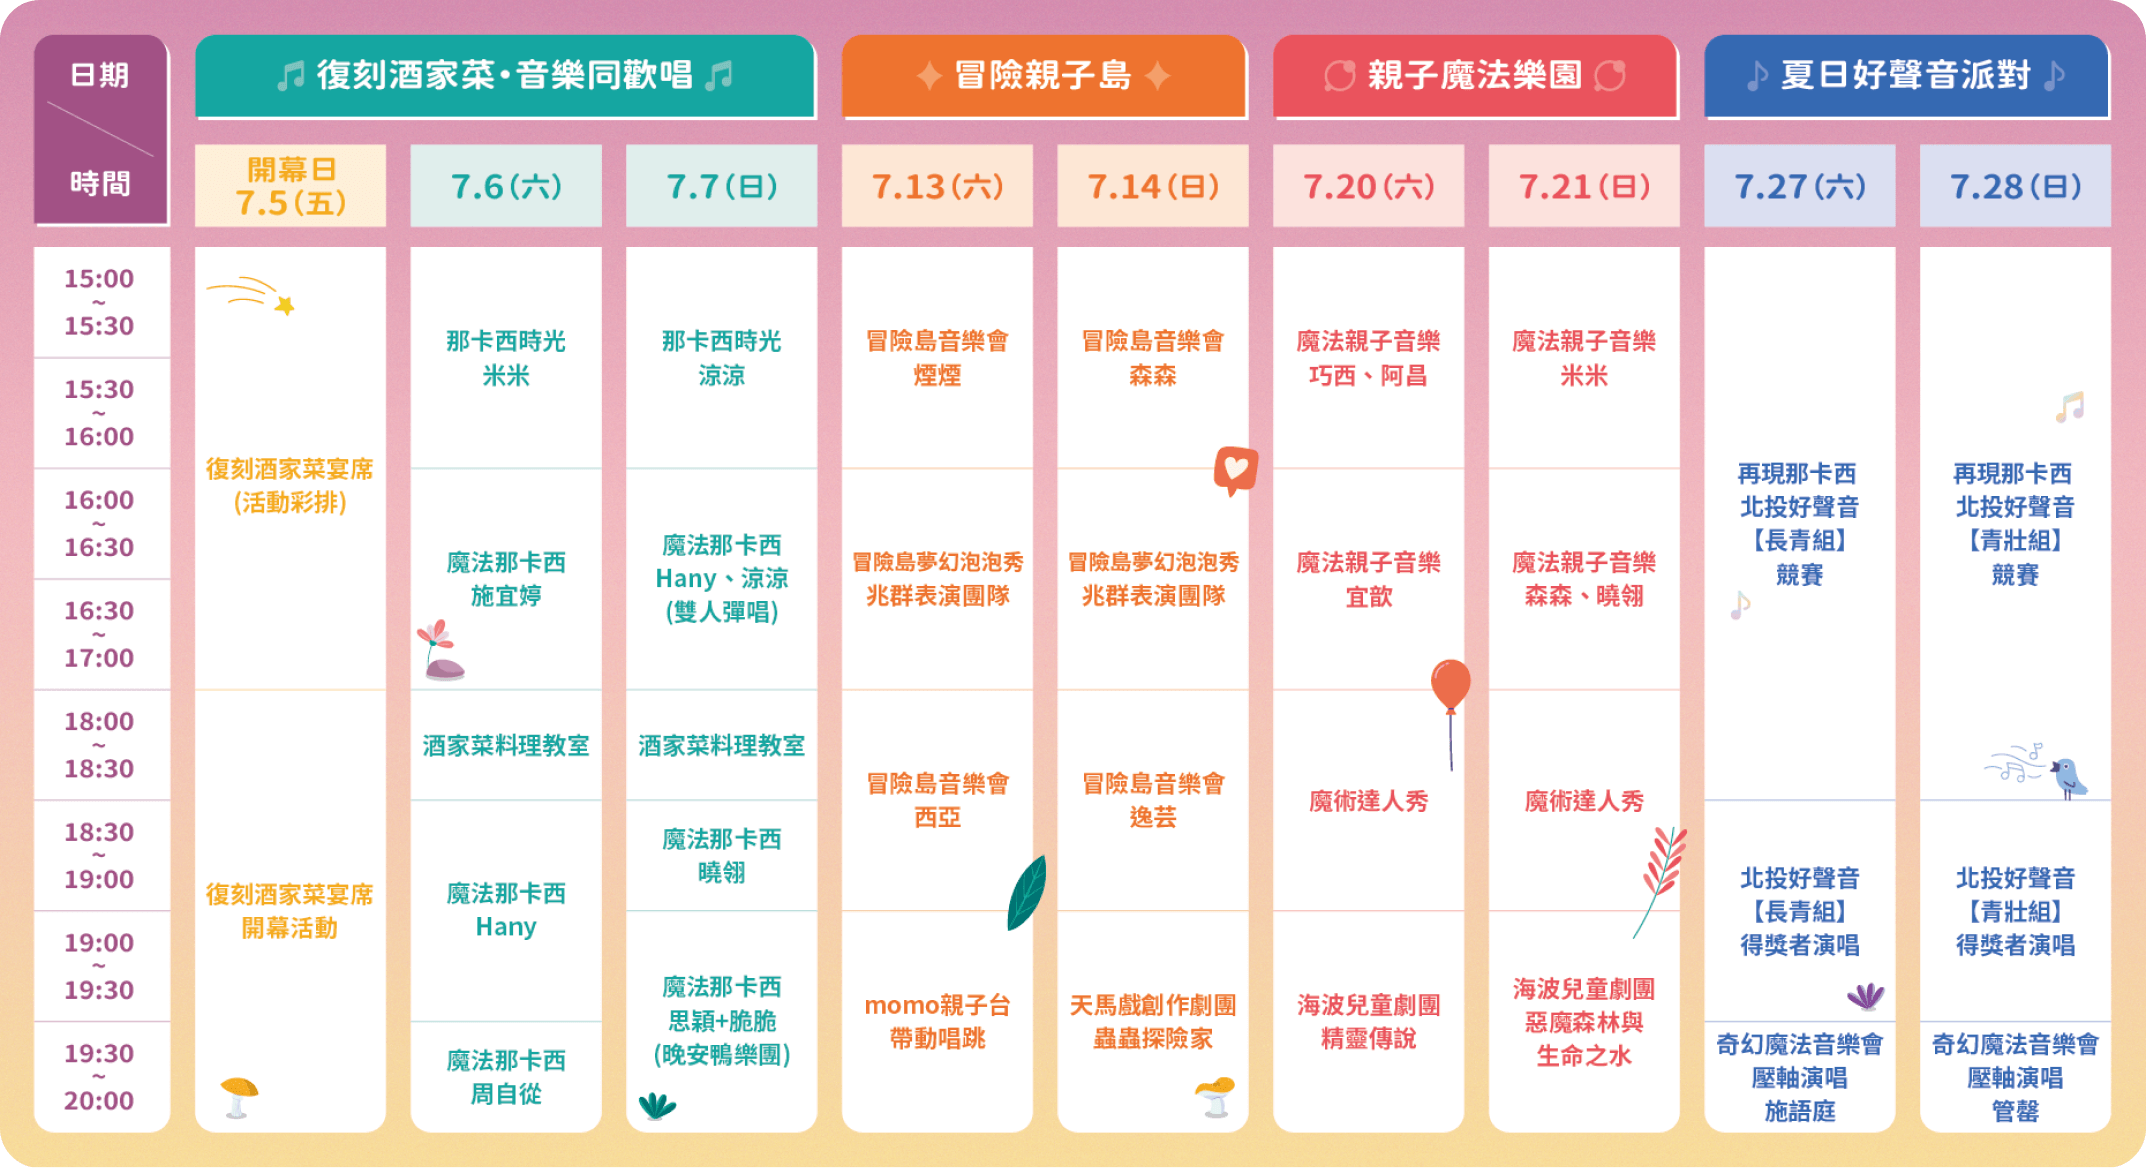 日期
時間
復刻酒家菜•音樂同歡唱
冒險親子島
親子魔法樂園
夏日好聲音派對
開幕日
7.5(五)
7.6(六)
7.7(日)
7.13(六)
7.14(日)
7.20(六)
7.21(日)
7.27(六)
7.28(日)
15:00
~
15:30
15:30
~
16:00
16:00
~
16:30
16:30
~
17:00
18:00
~
18:30
18:30
~
19:00
19:00
~
19:30
19:30
~
20:00
復刻酒家菜宴席
(活動彩排)
復刻酒家菜宴席
開幕活動
那卡西時光
米米
魔法那卡西
施宜婷
酒家菜料理教室
魔法那卡西
Hany
魔法那卡西
周自從
那卡西時光
涼涼
魔法那卡西
Hany、涼涼
(雙人彈唱)
酒家菜料理教室
魔法那卡西
曉翎
魔法那卡西
思穎+脆脆
(晚安鴨樂團)
冒險島音樂會
煙煙
冒險島夢幻泡泡秀
兆群表演團隊
冒險島音樂會
西亞
momo親子台
帶動唱跳
冒險島音樂會
森森
冒險島夢幻泡泡秀
兆群表演團隊
冒險島音樂會
逸芸
天馬戲創作劇團
蟲蟲探險家
魔法親子音樂
巧西、阿昌
魔法親子音樂
宜歆
魔術達人秀
海波兒童劇團
精靈傳說
魔法親子音樂
米米
魔法親子音樂
森森、曉翎
魔術達人秀
海波兒童劇團
惡魔森林與
生命之水
再現那卡西
北投好聲音
【長青組】
競賽
北投好聲音
【長青組】
得獎者演唱
奇幻魔法音樂會
壓軸演唱
施語庭
再現那卡西
北投好聲音
【青壯組】
競賽
北投好聲音
【青壯組】
得獎者演唱
奇幻魔法音樂會
壓軸演唱
管罄